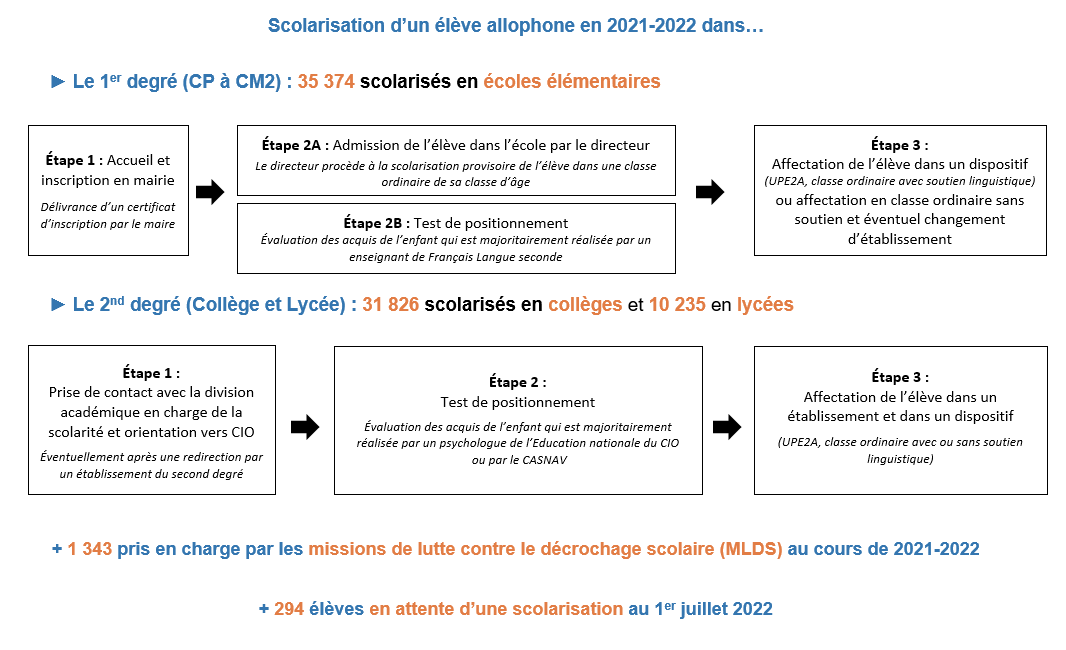 Scolarisation d’un élève allophone en 2021-2022 dans…
► Le 1er degré (CP à CM2) : 35 374 scolarisés en écoles élémentaires
Étape 1 : Accueil et
inscription en mairie
Délivrance d’un certificat
d’inscription par le maire
Étape 2A : Admission de l’élève dans l’école par le directeur
Le directeur procède à la scolarisation provisoire de l’élève dans une classe
ordinaire de sa classe d’âge
Étape 2B : Test de positionnement
Évaluation des acquis de l’enfant qui est majoritairement réalisée par un
enseignant de Français Langue seconde
Étape 3 :
Affectation de l’élève dans un dispositif
(UPE2A, classe ordinaire avec soutien linguistique)
ou affectation en classe ordinaire sans
soutien et éventuel changement
d’établissement
► Le 2nd degré (Collège et Lycée) : 31 826 scolarisés en collèges et 10 235 en lycées
Étape 1 :
Prise de contact avec la division
académique en charge de la
scolarité et orientation vers CIO
Éventuellement après une redirection par
un établissement du second degré
Étape 2 :
Test de positionnement
Évaluation des acquis de l’enfant qui est majoritairement
réalisée par un psychologue de l’Education nationale du CIO
ou par le CASNAV
Étape 3 :
Affectation de l’élève dans un
établissement et dans un dispositif
(UPE2A, classe ordinaire avec ou sans soutien
linguistique)
+ 1 343 pris en charge par les missions de lutte contre le décrochage scolaire (MLDS) au cours de 2021-2022
+ 294 élèves en attente d’une scolarisation au 1er juillet 2022